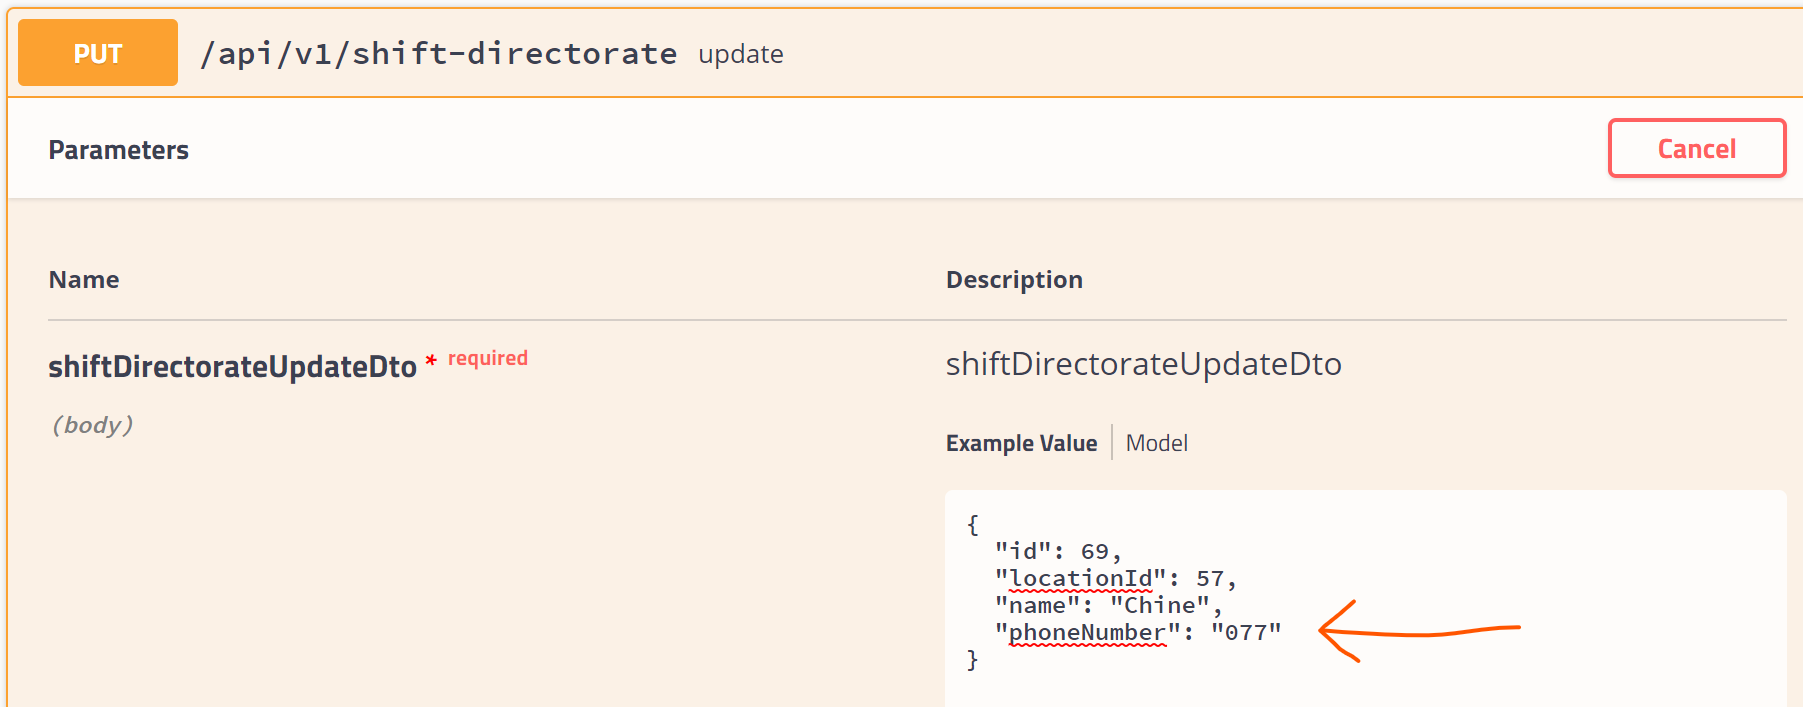 PUT /api/v1/shift-directorate update
Parameters
Cancel
Name Description
shiftDirectorateUpdateDto * required
(body)
shiftDirectorateUpdateDto
Example Value | Model
{
"id": 69,
"locationId": 57,
"name": "Chine",
"phoneNumber": "077"
}